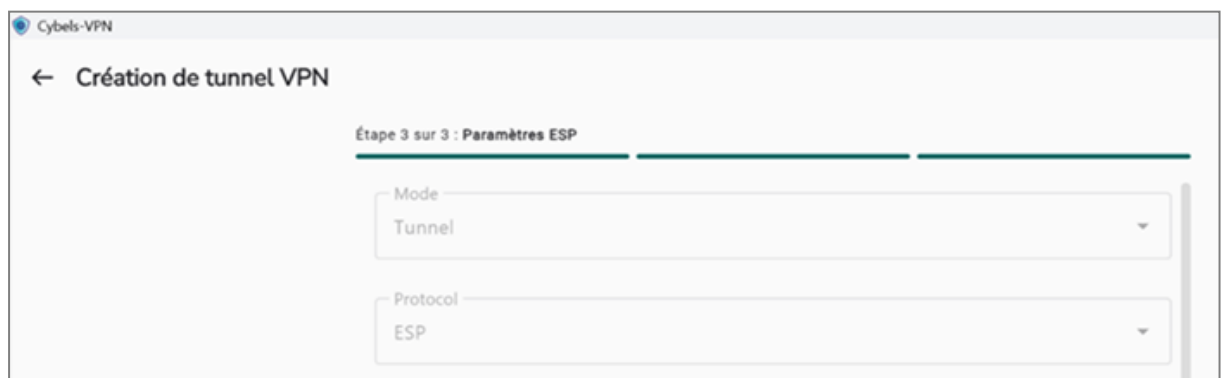 Cybels-VPN
← Création de tunnel VPN
Étape 3 sur 3 : Paramètres ESP
Mode
Tunnel
Protocol
ESP